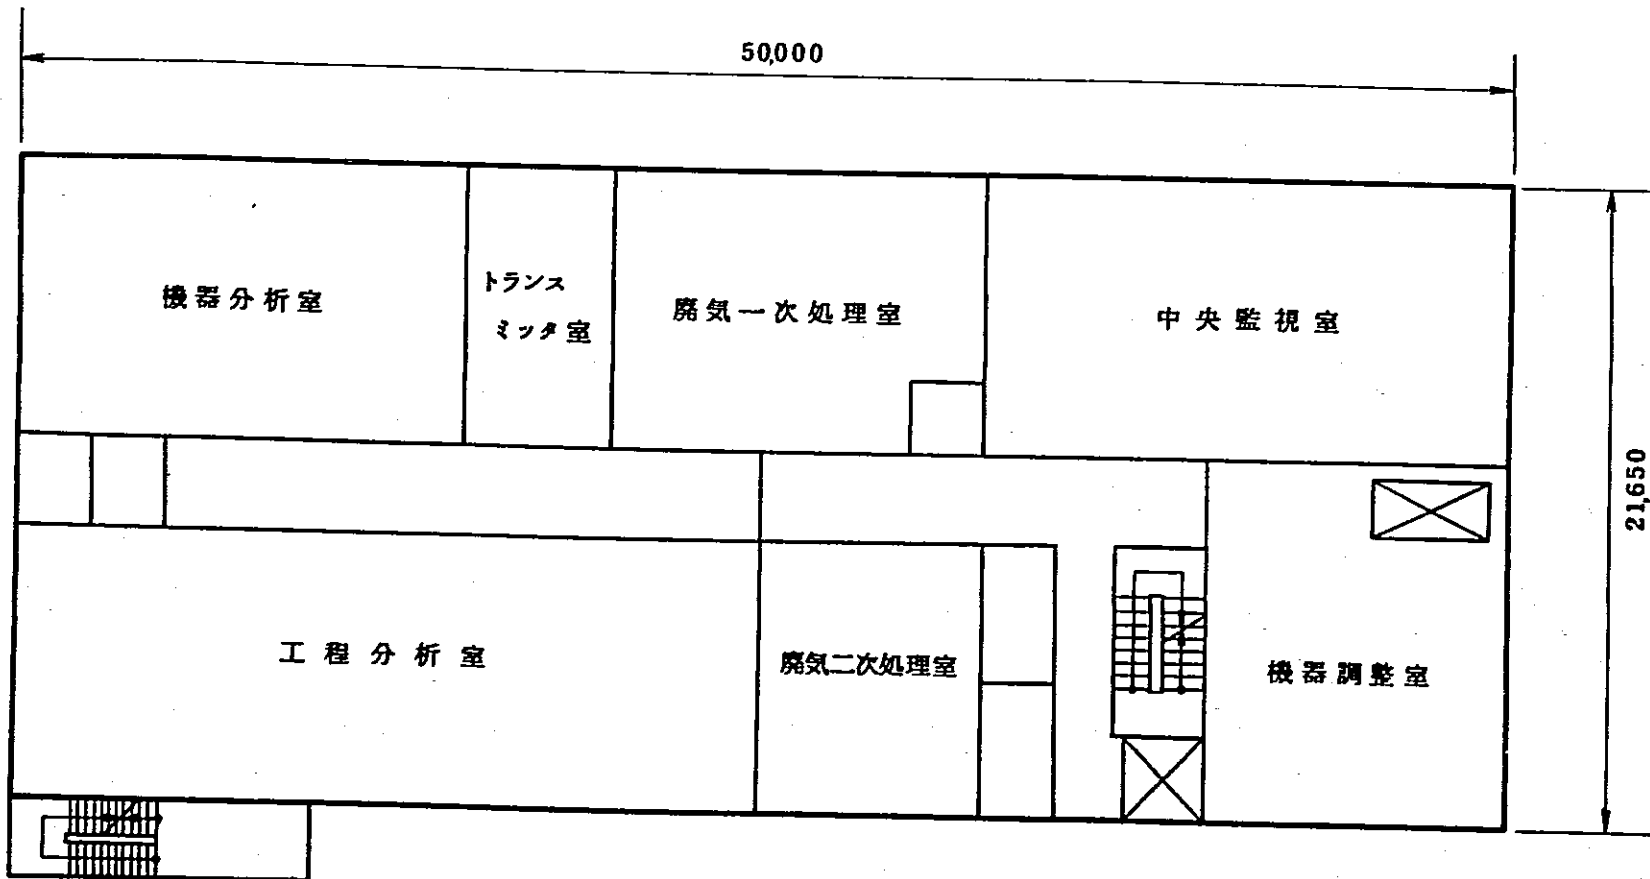 50,000
機器分析室
トランス
ミッタ室
廃気一次処理室
中央監視室
21,650
工程分析室
廃気二次処理室
機器調整室